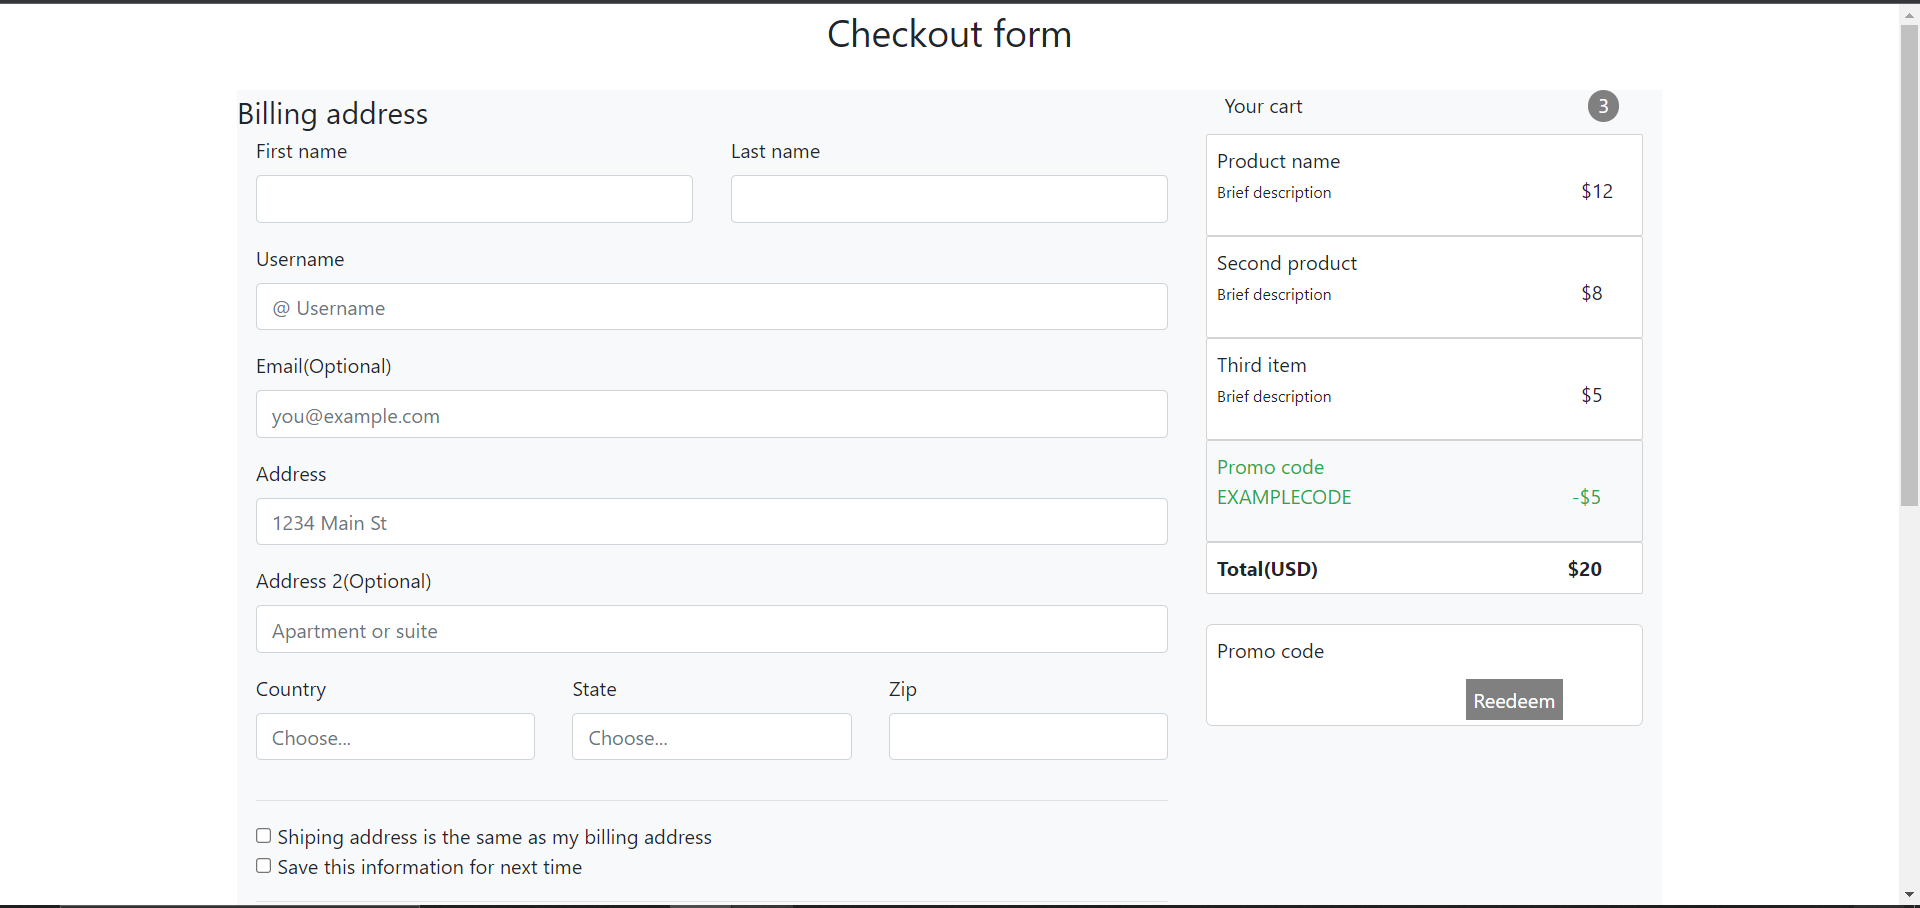 Checkout form
Billing address
First name Last name
Username
@ Username
Email(Optional)
you@example.com
Address
1234 Main St
Address 2(Optional)
Apartment or suite
Country State Zip
Choose... Choose...
Shiping address is the same as my billing address
Save this information for next time
Your cart 3
Product name
Brief description $12
Second product
Brief description $8
Third item
Brief description $5
Promo code
EXAMPLECODE -$5
Total(USD) $20
Promo code
Reedeem